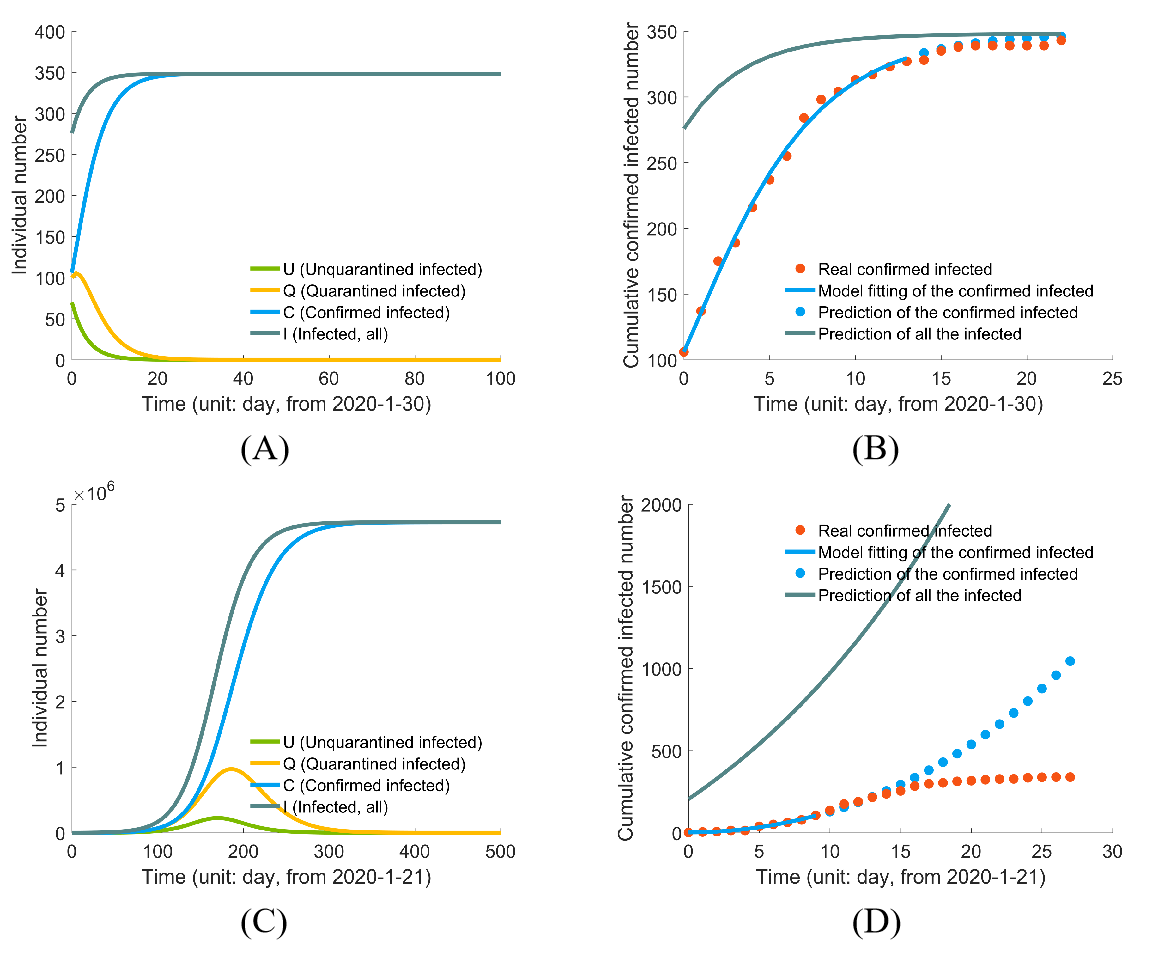 400
350
300
250
200
150
100
50
0
Individual number
0 20 40 60 80 100
Time (unit: day, from 2020-1-30)
U (Unquarantined infected)
Q (Quarantined infected)
C (Confirmed infected)
I (Infected, all)
(A)
350
300
250
200
150
100
Cumulative confirmed infected number
0 5 10 15 20 25
Time (unit: day, from 2020-1-30)
Real confirmed infected
Model fitting of the confirmed infected
Prediction of the confirmed infected
Prediction of all the infected
(B)
×10⁶
5
4
3
2
1
0
Individual number
0 100 200 300 400 500
Time (unit: day, from 2020-1-21)
U (Unquarantined infected)
Q (Quarantined infected)
C (Confirmed infected)
I (Infected, all)
(C)
2000
1500
1000
500
0
Cumulative confirmed infected number
0 5 10 15 20 25 30
Time (unit: day, from 2020-1-21)
Real confirmed infected
Model fitting of the confirmed infected
Prediction of the confirmed infected
Prediction of all the infected
(D)